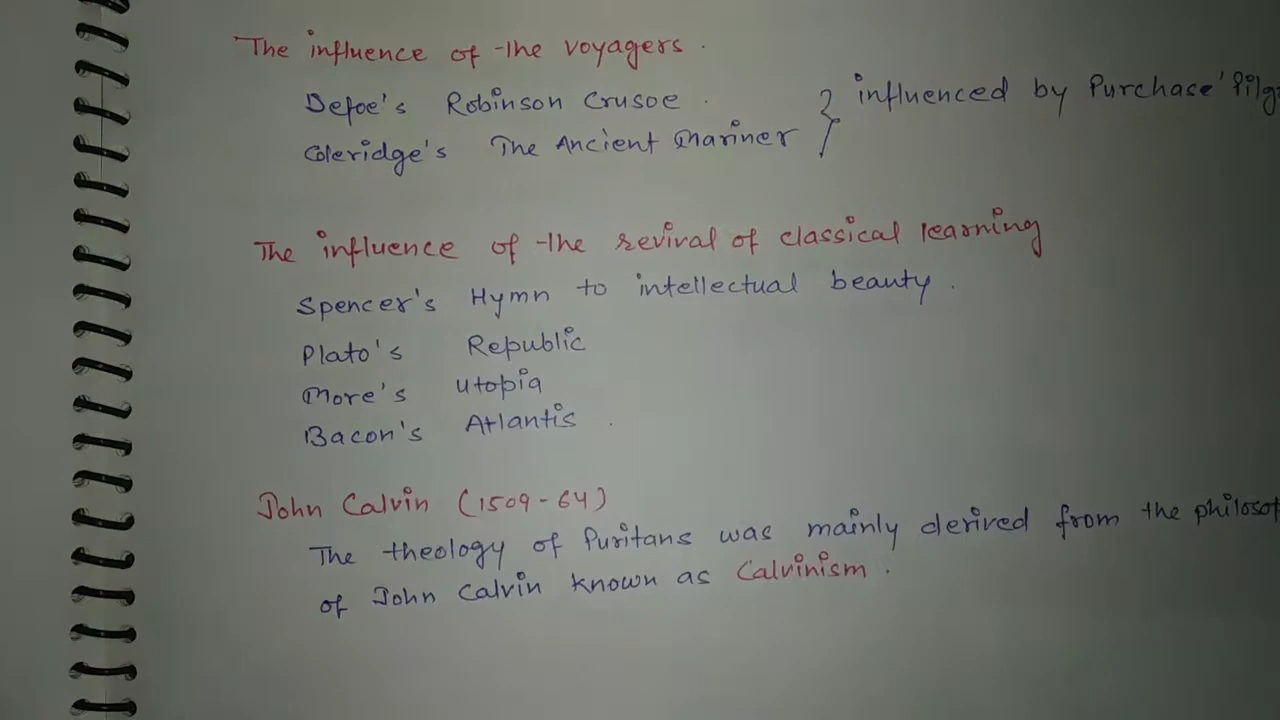 The influence of the voyagers.
Defoe's Robinson Crusoe.
Coleridge's The Ancient Mariner } influenced by Purchase' Pilg
The influence of the revival of classical learning
Spencer's Hymn to intellectual beauty.
Plato's Republic
More's Utopia
Bacon's Atlantis.
John Calvin (1509-64)
The theology of Puritans was mainly derived from the philosop
of John Calvin known as Calvinism.